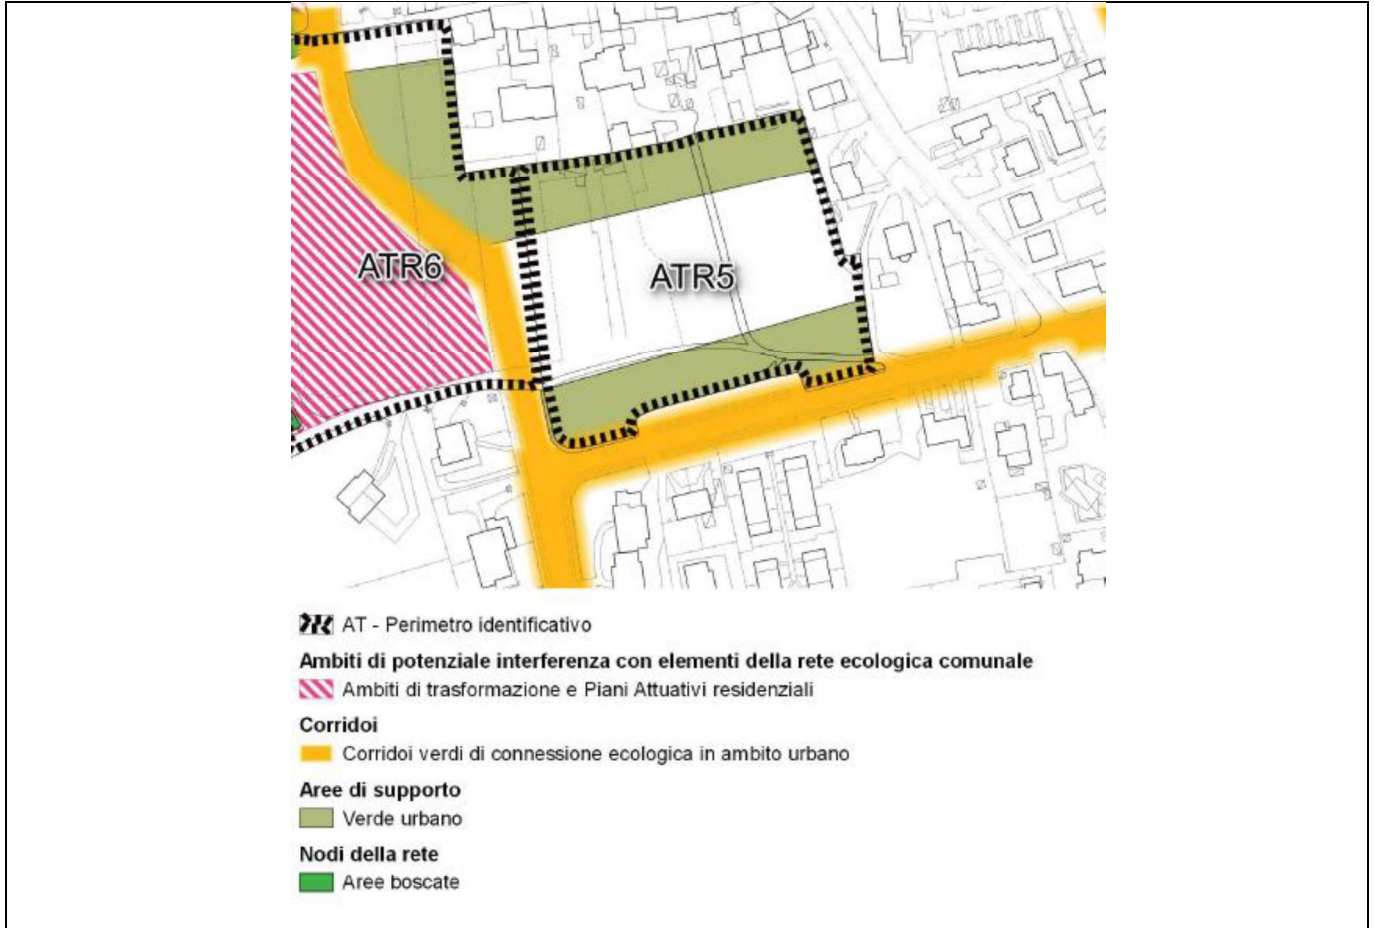 ATR6
ATR5
AT - Perimetro identificativo
Ambiti di potenziale interferenza con elementi della rete ecologica comunale
Ambiti di trasformazione e Piani Attuativi residenziali
Corridoi
Corridoi verdi di connessione ecologica in ambito urbano
Aree di supporto
Verde urbano
Nodi della rete
Aree boscate